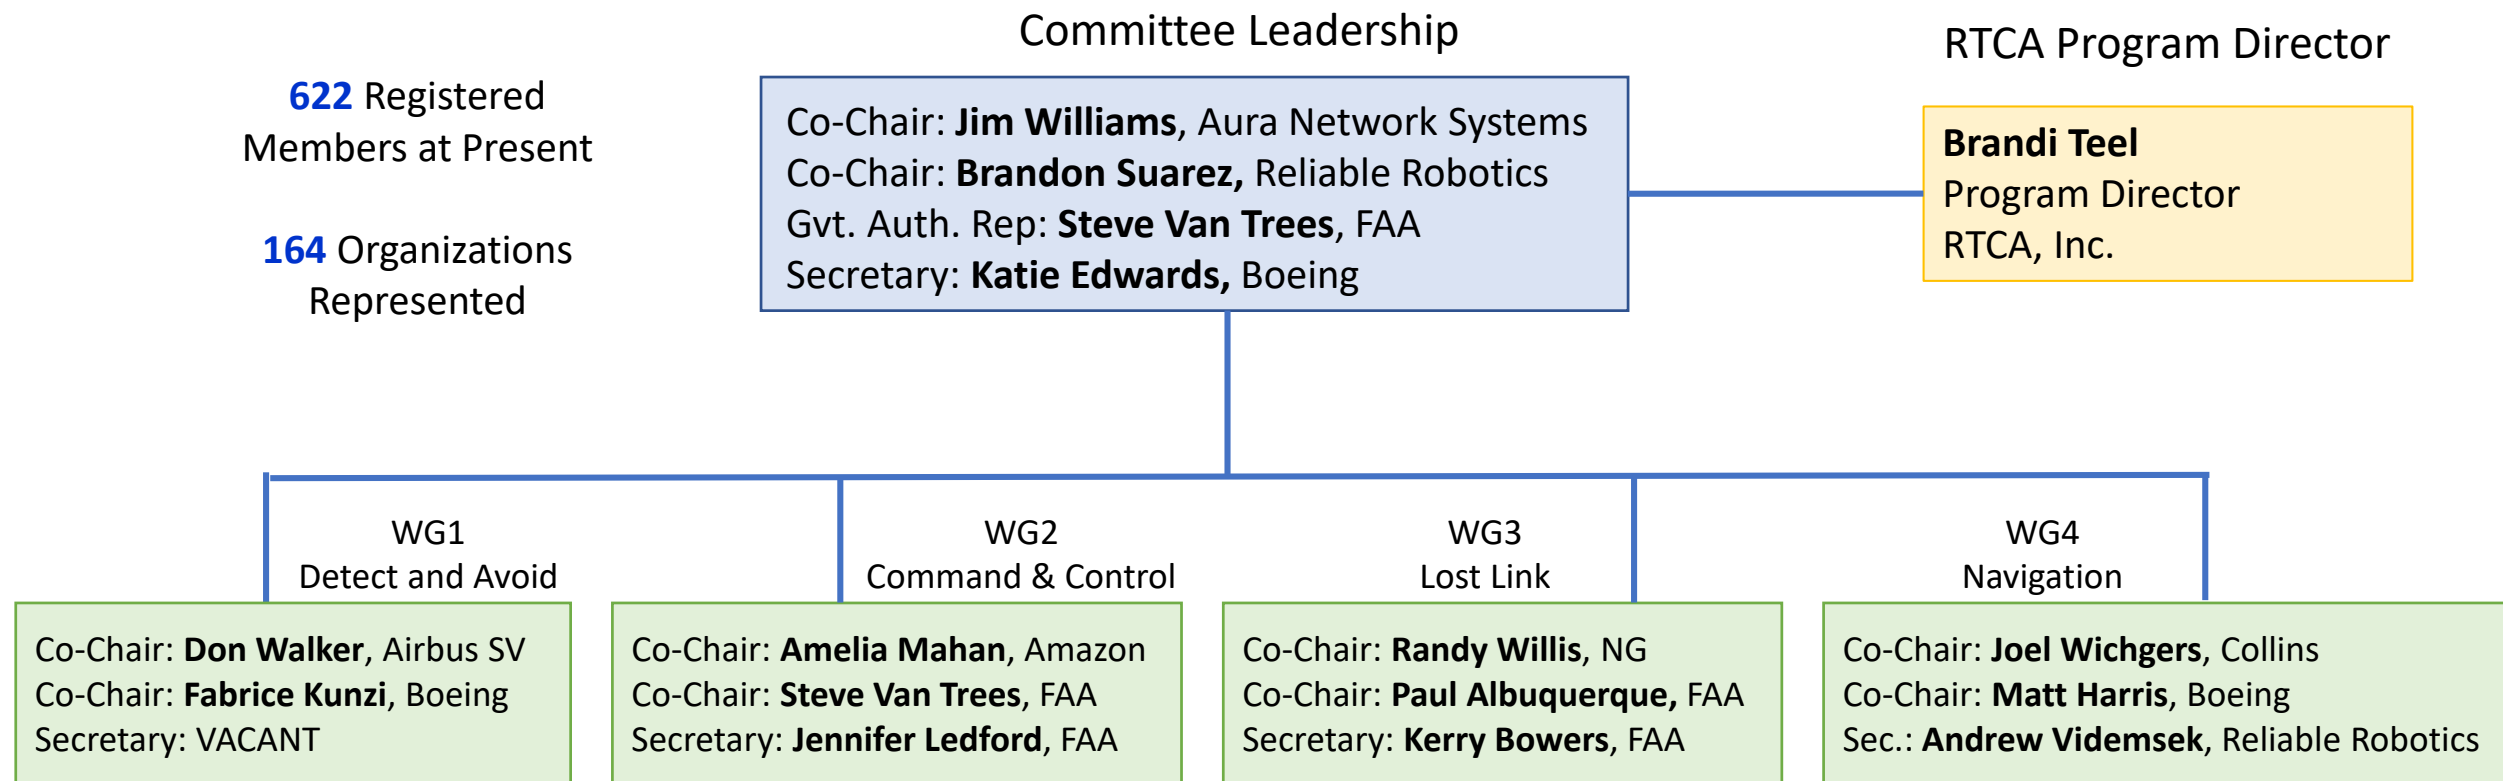 Committee Leadership
RTCA Program Director
622 Registered
Members at Present
164 Organizations
Represented
Co-Chair: Jim Williams, Aura Network Systems
Co-Chair: Brandon Suarez, Reliable Robotics
Gvt. Auth. Rep: Steve Van Trees, FAA
Secretary: Katie Edwards, Boeing
Brandi Teel
Program Director
RTCA, Inc.
WG1
Detect and Avoid
Co-Chair: Don Walker, Airbus SV
Co-Chair: Fabrice Kunzi, Boeing
Secretary: VACANT
WG2
Command & Control
Co-Chair: Amelia Mahan, Amazon
Co-Chair: Steve Van Trees, FAA
Secretary: Jennifer Ledford, FAA
WG3
Lost Link
Co-Chair: Randy Willis, NG
Co-Chair: Paul Albuquerque, FAA
Secretary: Kerry Bowers, FAA
WG4
Navigation
Co-Chair: Joel Wichgers, Collins
Co-Chair: Matt Harris, Boeing
Sec.: Andrew Videmsek, Reliable Robotics